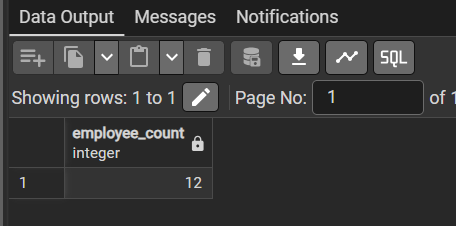 Data Output Messages Notifications
SQL
Showing rows: 1 to 1 Page No: 1 of 1
employee_count
integer
1 12